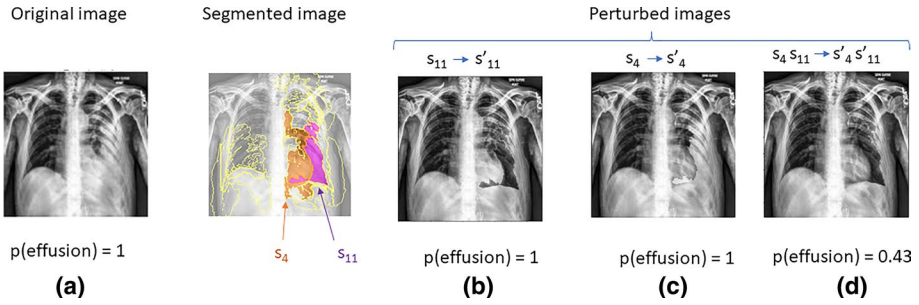 Original image
Segmented image
Perturbed images
s11 → s′11
s4 → s′4
s4 s11 → s′4 s′11
s4
s11
p(effusion) = 1
p(effusion) = 1
p(effusion) = 1
p(effusion) = 0.43
(a)
(b)
(c)
(d)